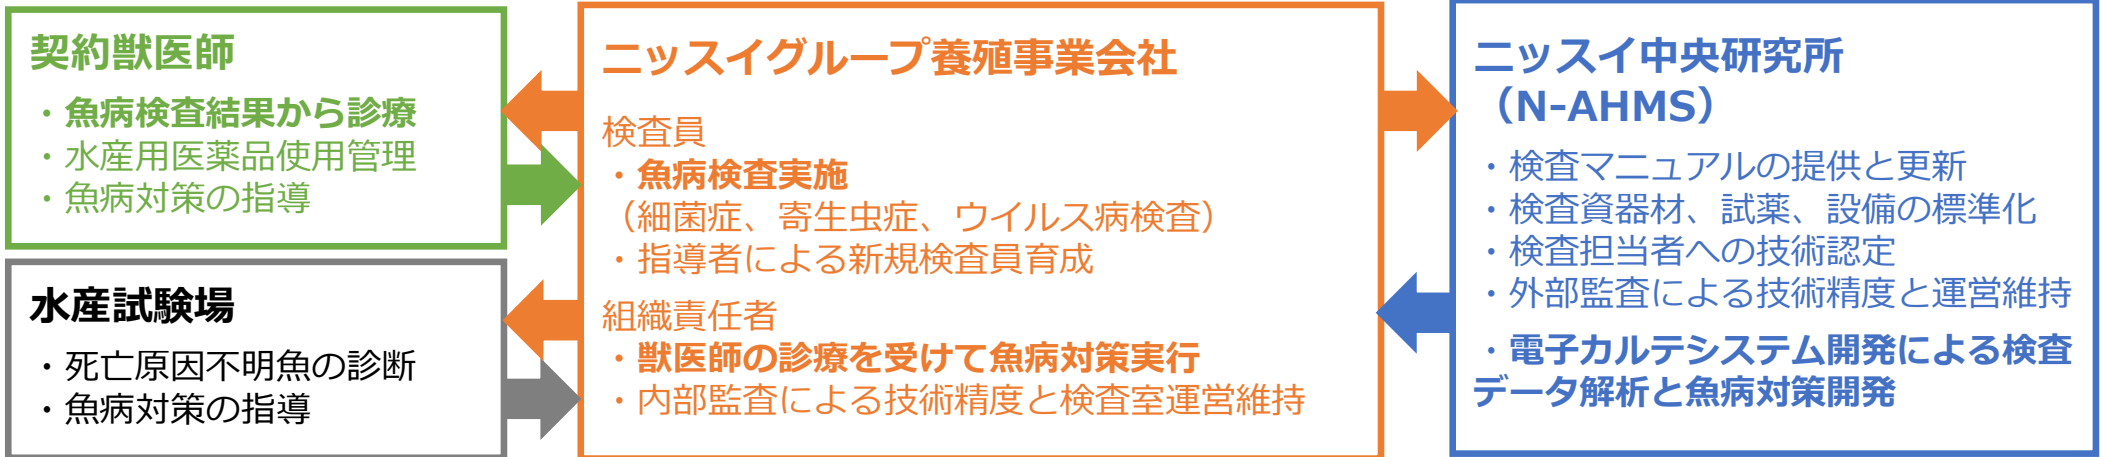 契約獣医師
・魚病検査結果から診療
・水産用医薬品使用管理
・魚病対策の指導
水産試験場
・死亡原因不明魚の診断
・魚病対策の指導
ニッスイグループ養殖事業会社
検査員
・魚病検査実施
（細菌症、寄生虫症、ウイルス病検査）
・指導者による新規検査員育成
組織責任者
・獣医師の診療を受けて魚病対策実行
・内部監査による技術精度と検査室運営維持
ニッスイ中央研究所
（N-AHMS）
・検査マニュアルの提供と更新
・検査資器材、試薬、設備の標準化
・検査担当者への技術認定
・外部監査による技術精度と運営維持
・電子カルテシステム開発による検査
データ解析と魚病対策開発